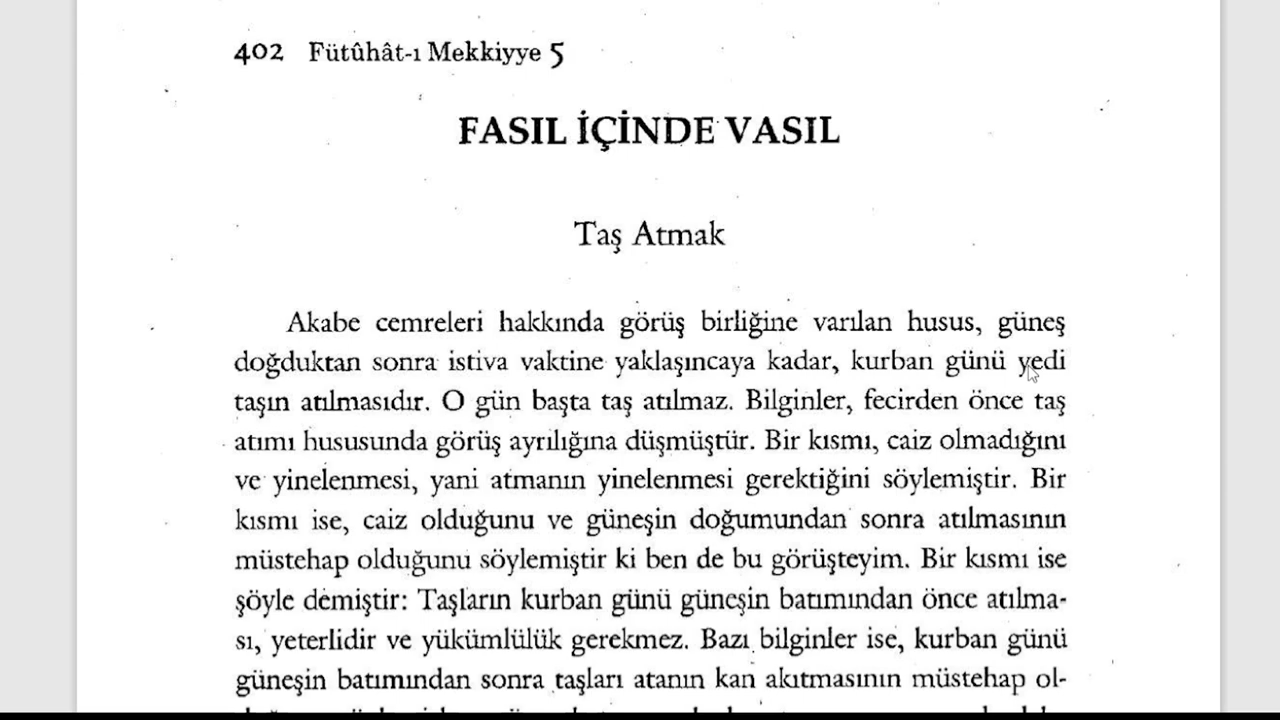 402 Fütûhât-ı Mekkiyye 5
FASIL İÇİNDE VASIL
Taş Atmak
Akabe cemreleri hakkında görüş birliğine varılan husus, güneş
doğduktan sonra istiva vaktine yaklaşıncaya kadar, kurban günü yedi
taşın atılmasıdır. O gün başta taş atılmaz. Bilginler, fecirden önce taş
atımı hususunda görüş ayrılığına düşmüştür. Bir kısmı, caiz olmadığını
ve yinelenmesi, yani atmanın yinelenmesi gerektiğini söylemiştir. Bir
kısmı ise, caiz olduğunu ve güneşin doğumundan sonra atılmasının
müstehap olduğunu söylemiştir ki ben de bu görüşteyim. Bir kısmı ise
şöyle demiştir: Taşların kurban günü güneşin batımından önce atılma-
sı, yeterlidir ve yükümlülük gerekmez. Bazı bilginler ise, kurban günü
güneşin batımından sonra taşları atanın kan akıtmasının müstehap ol-